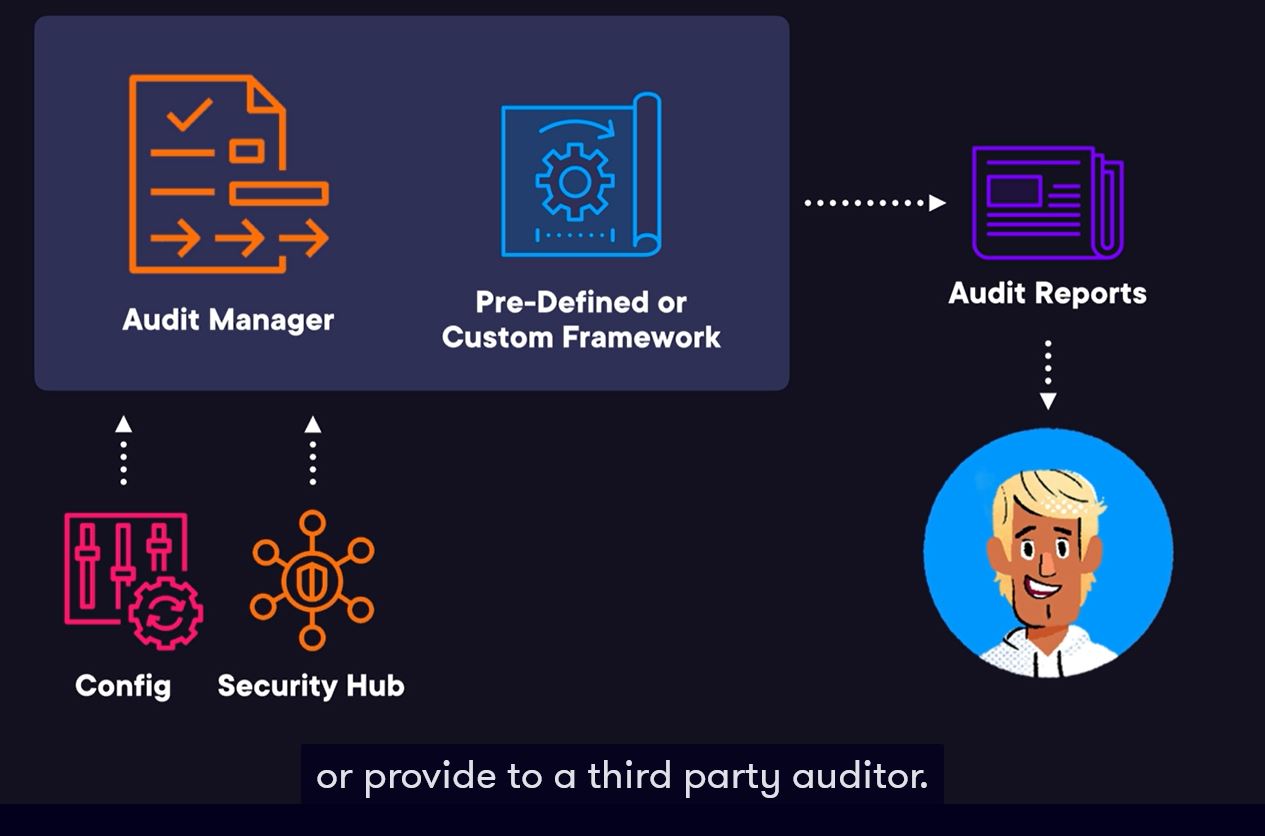 Audit Manager
Pre-Defined or
Custom Framework
Audit Reports
Config
Security Hub
or provide to a third party auditor.